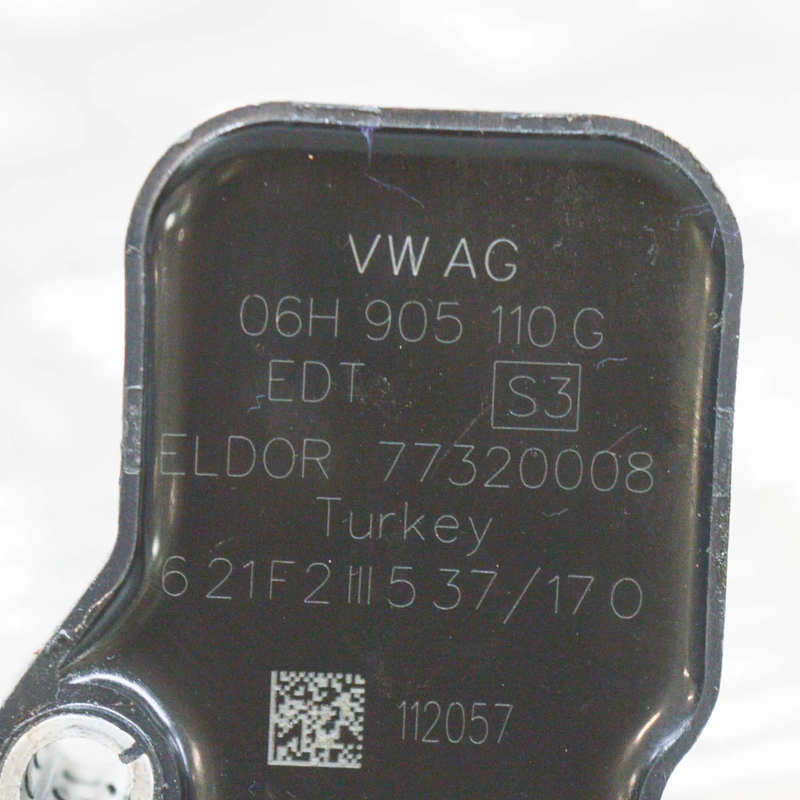 VW AG
06H 905 110 G
EDT S3
ELDOR 77320008
Turkey
6 21F2 III 5 37/17 0
112057